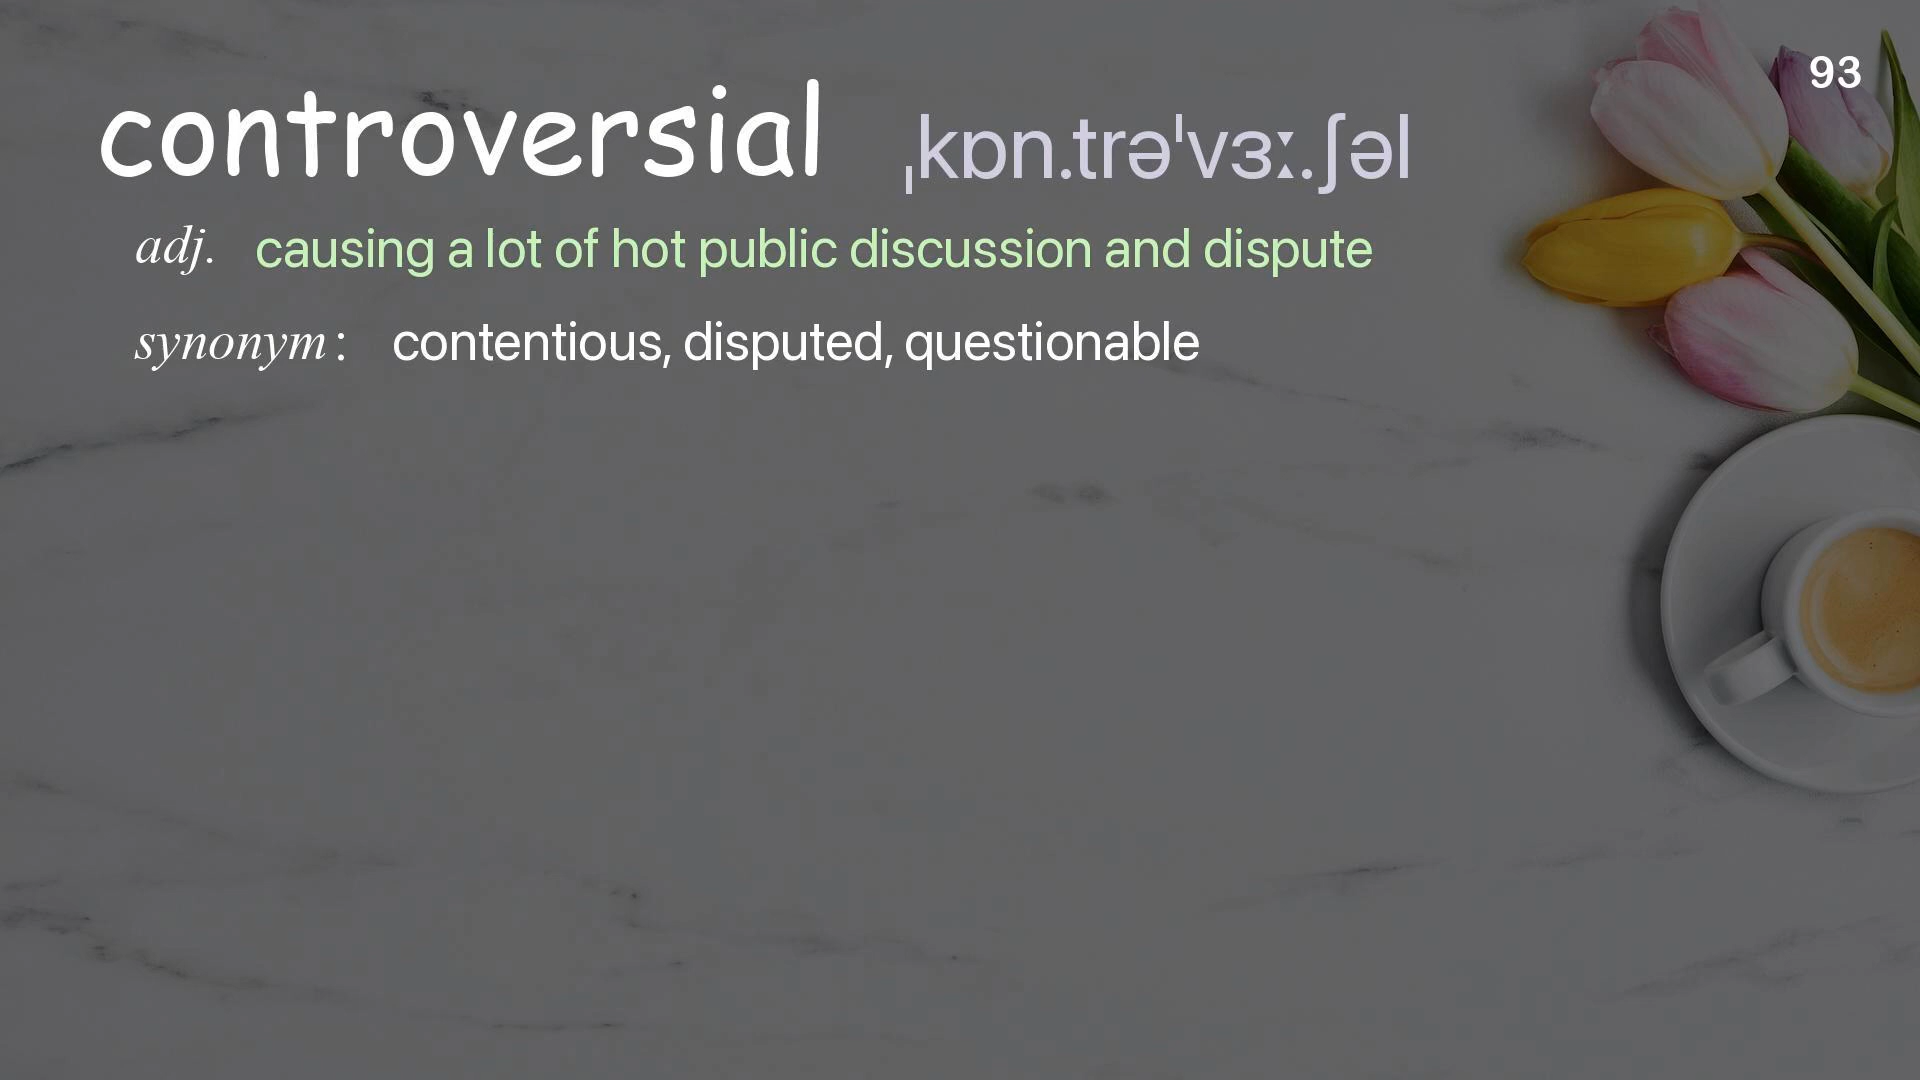 93
controversial ˌkɒn.trəˈvɜː.ʃəl
adj. causing a lot of hot public discussion and dispute
synonym: contentious, disputed, questionable